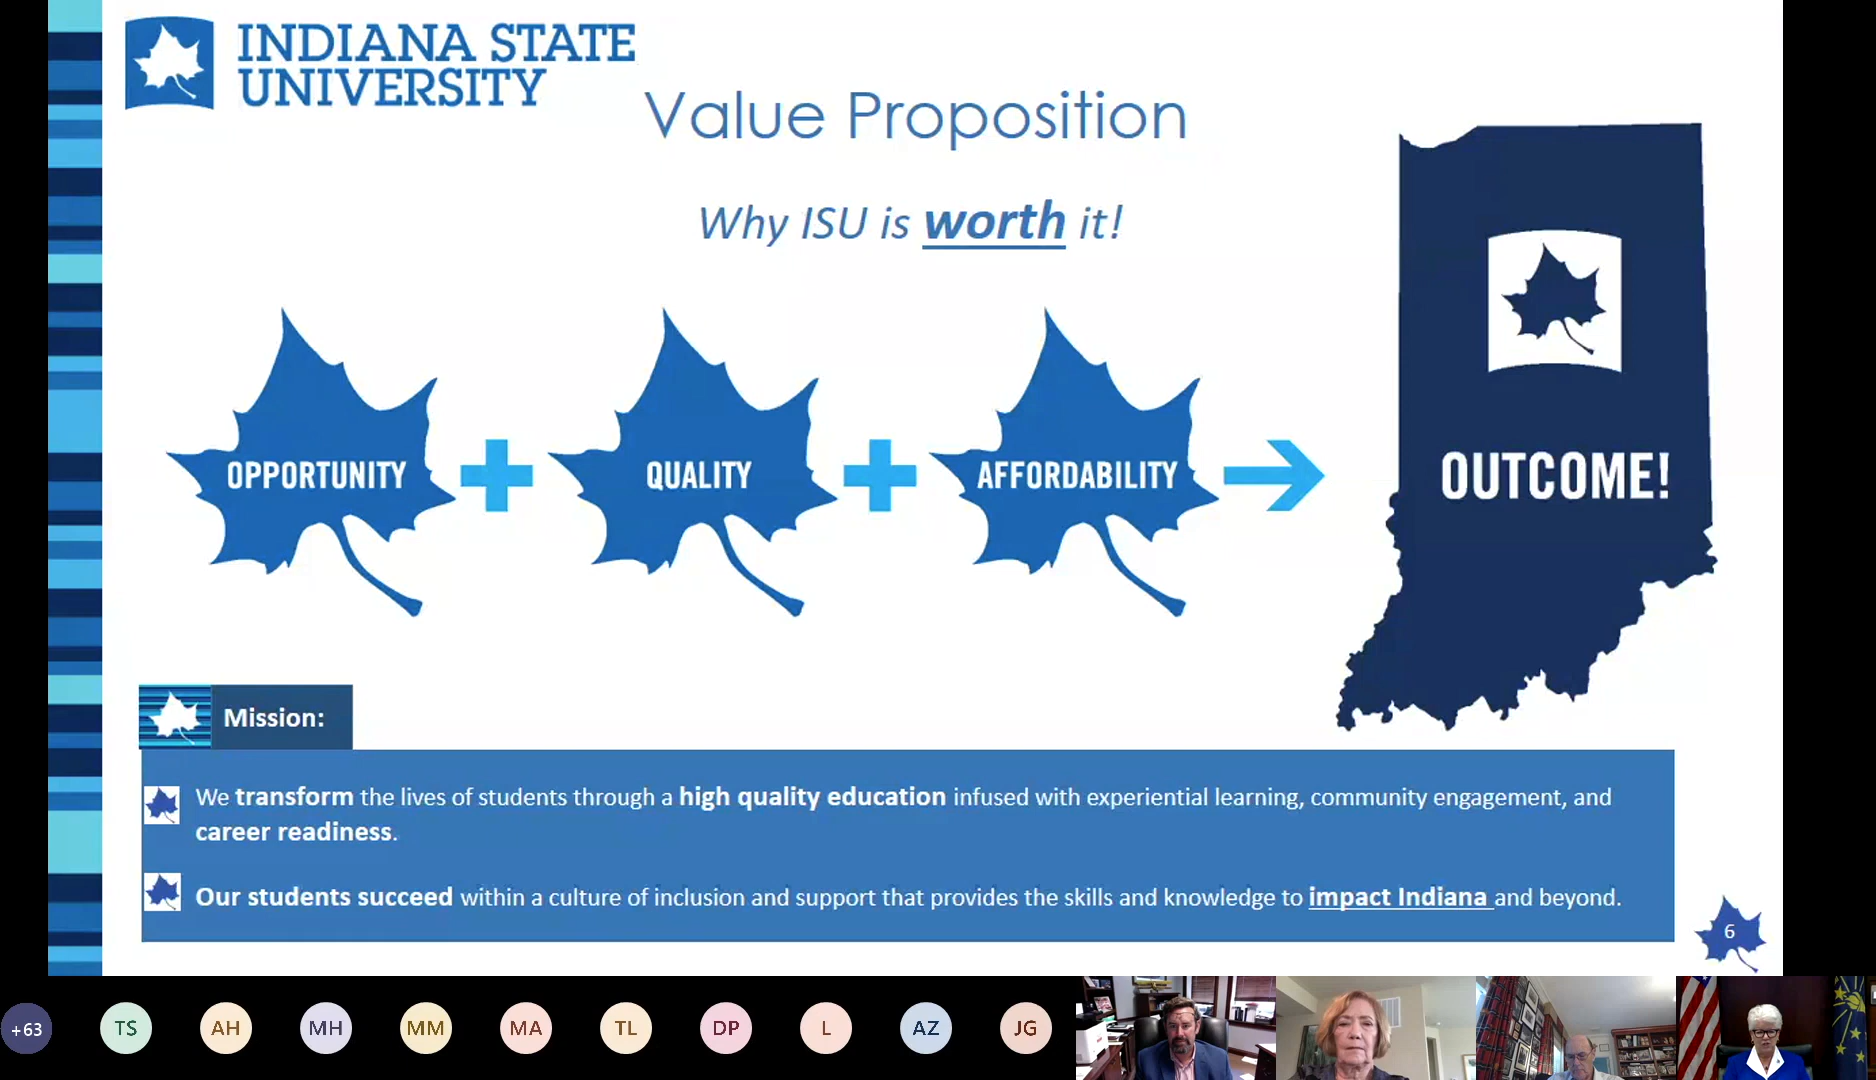 INDIANA STATE
UNIVERSITY
Value Proposition
Why ISU is worth it!
OPPORTUNITY
QUALITY
AFFORDABILITY
OUTCOME!
Mission:
We transform the lives of students through a high quality education infused with experiential learning, community engagement, and
career readiness.
Our students succeed within a culture of inclusion and support that provides the skills and knowledge to impact Indiana and beyond.
6
+63
TS
AH
MH
MM
MA
TL
DP
L
AZ
JG